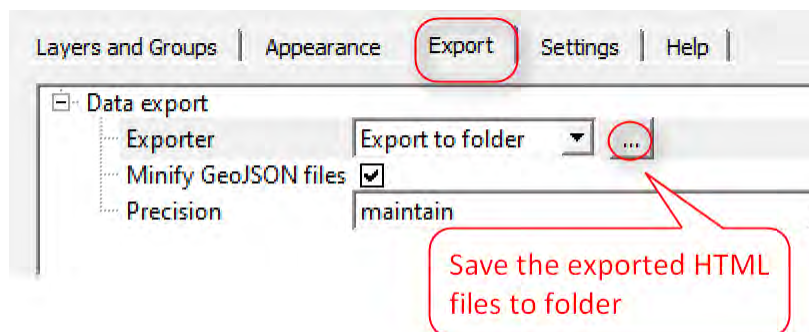 Layers and Groups | Appearance Export Settings | Help |
Data export
Exporter Export to folder ...
Minify GeoJSON files
Precision maintain
Save the exported HTML
files to folder